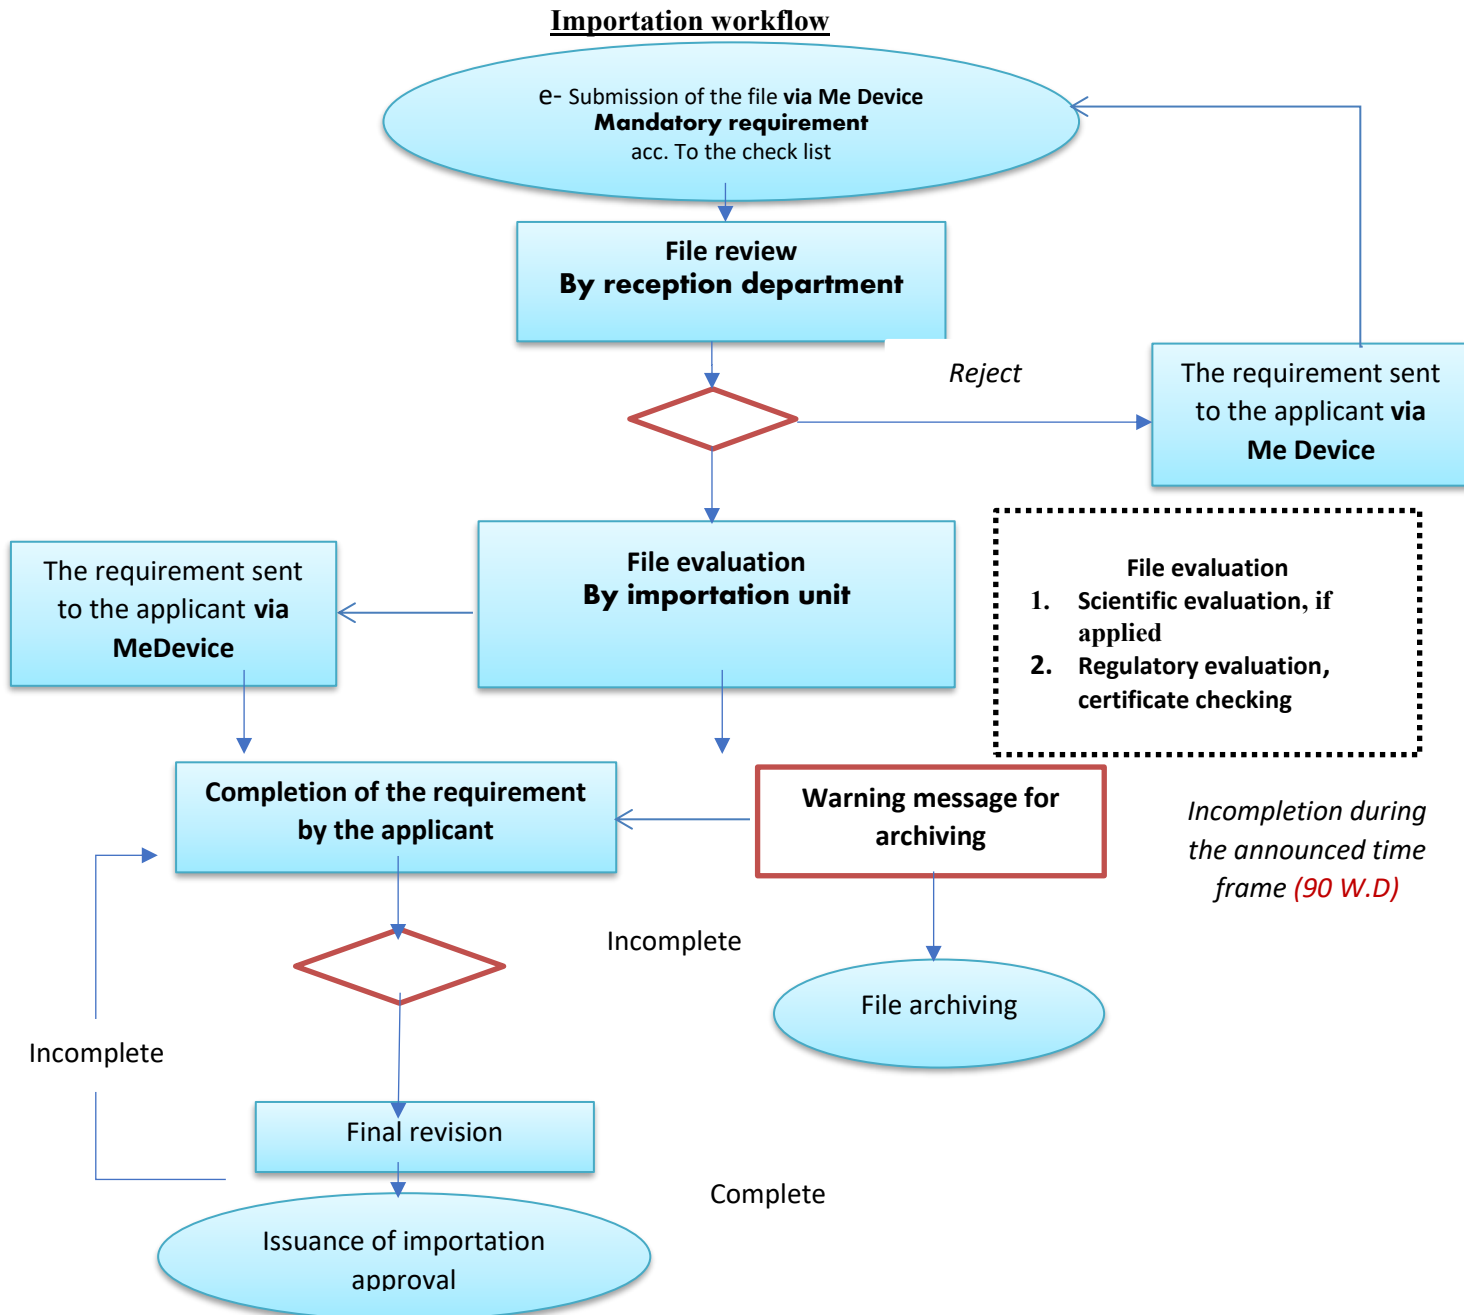 Importation workflow
e- Submission of the file via Me Device
Mandatory requirement
acc. To the check list
File review
By reception department
Reject
The requirement sent
to the applicant via
Me Device
File evaluation
By importation unit
The requirement sent
to the applicant via
MeDevice
File evaluation
1. Scientific evaluation, if
applied
2. Regulatory evaluation,
certificate checking
Completion of the requirement
by the applicant
Warning message for
archiving
Incompletion during
the announced time
frame (90 W.D)
Incomplete
File archiving
Incomplete
Final revision
Complete
Issuance of importation
approval